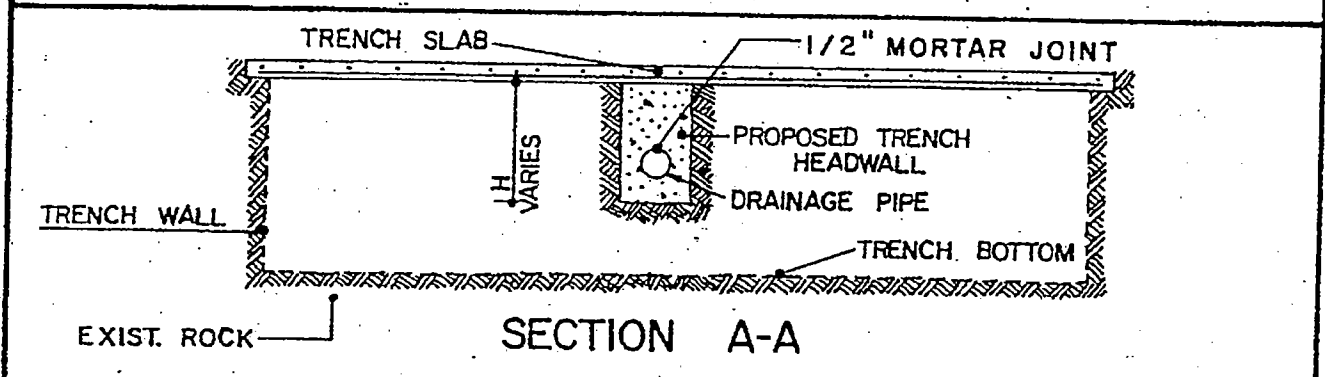 TRENCH SLAB
1/2" MORTAR JOINT
H
VARIES
PROPOSED TRENCH
HEADWALL
DRAINAGE PIPE
TRENCH WALL
TRENCH BOTTOM
EXIST. ROCK
SECTION A-A